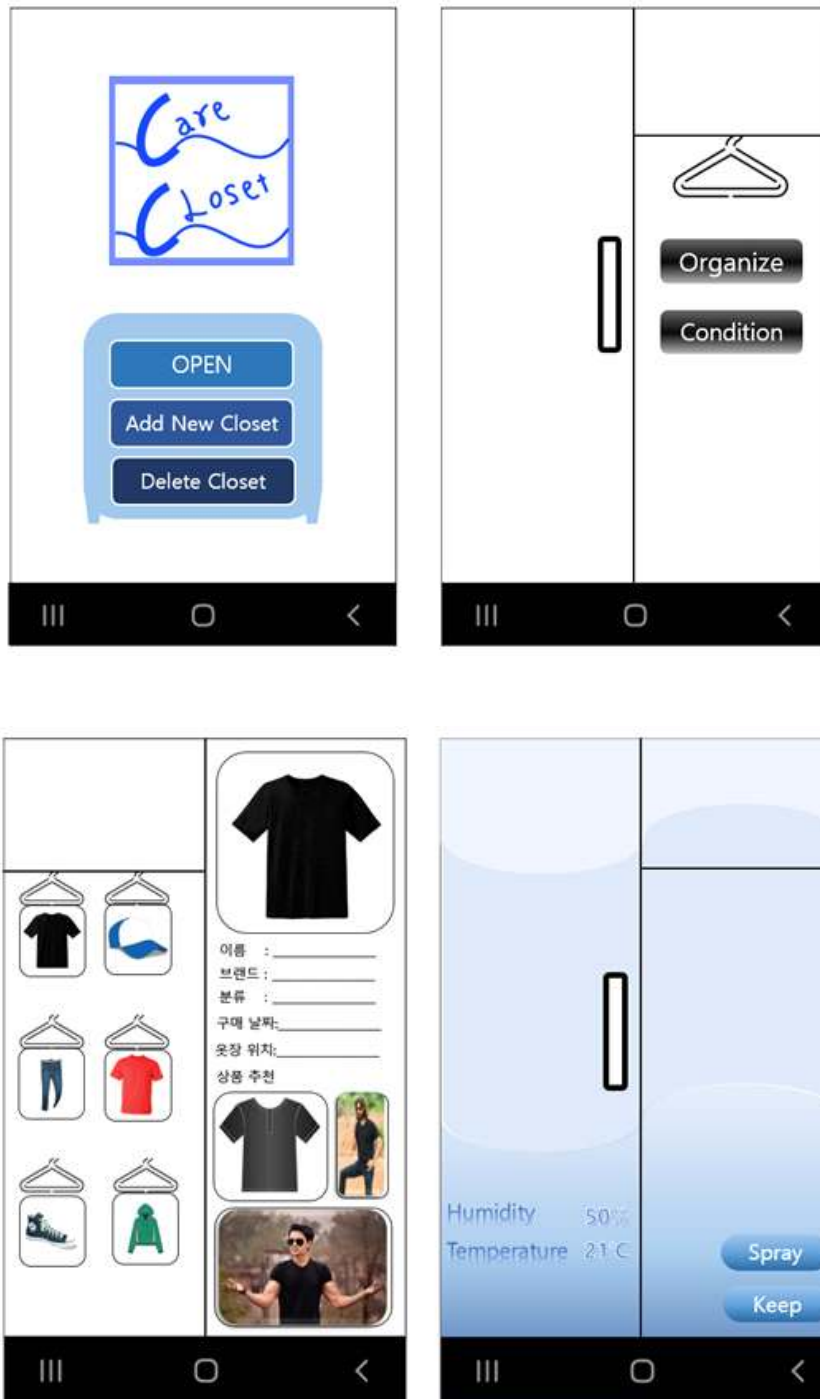 Care
Closet
OPEN
Add New Closet
Delete Closet
Organize
Condition
이름 :
브랜드 :
분류 :
구매 날짜:
옷장 위치:
상품 추천
Humidity 50%
Temperature 21 C
Spray
Keep